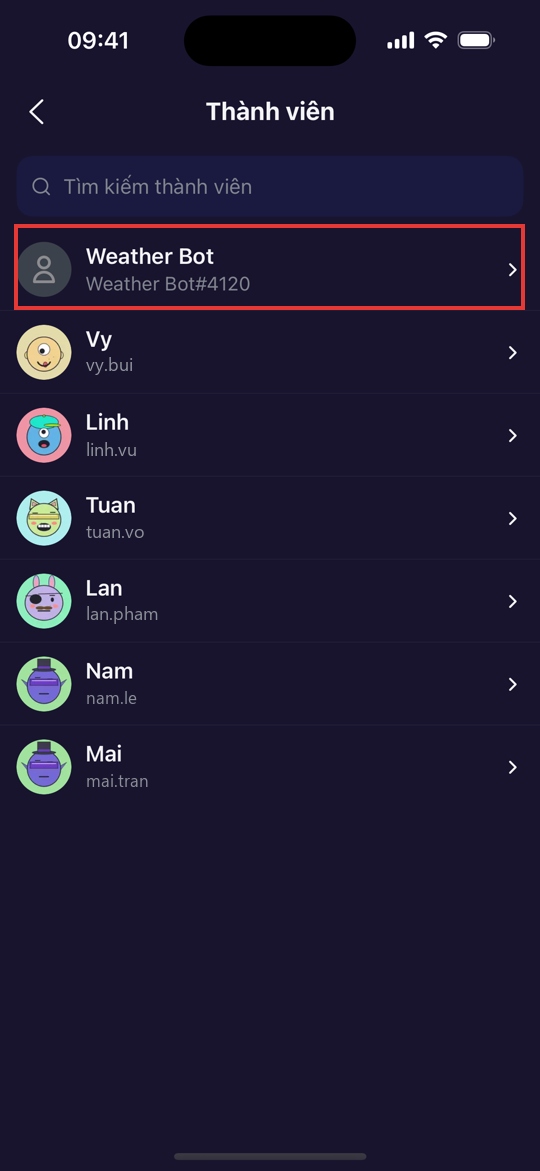 09:41
Thành viên
Tìm kiếm thành viên
Weather Bot
Weather Bot#4120
Vy
vy.bui
Linh
linh.vu
Tuan
tuan.vo
Lan
lan.pham
Nam
nam.le
Mai
mai.tran